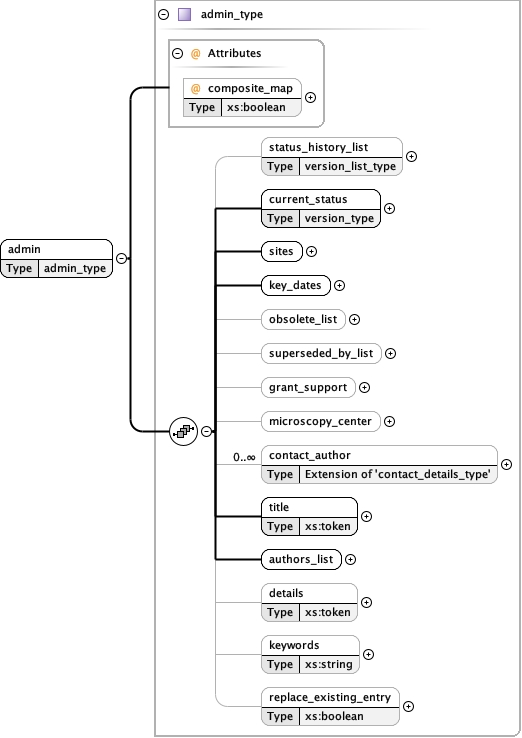 admin_type
@ Attributes
@ composite_map
Type xs:boolean
status_history_list
Type version_list_type
current_status
Type version_type
admin
Type admin_type
sites
key_dates
obsolete_list
superseded_by_list
grant_support
microscopy_center
0..∞
contact_author
Type Extension of 'contact_details_type'
title
Type xs:token
authors_list
details
Type xs:token
keywords
Type xs:string
replace_existing_entry
Type xs:boolean